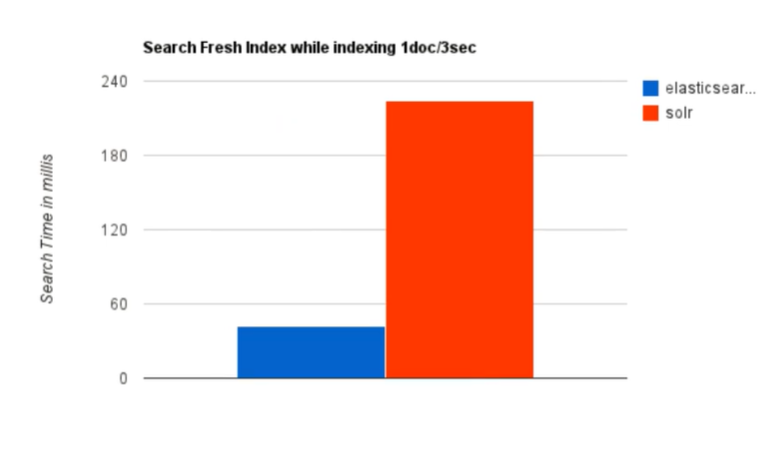 Search Fresh Index while indexing 1doc/3sec
240
180
120
60
0
Search Time in millis
elasticsear...
solr